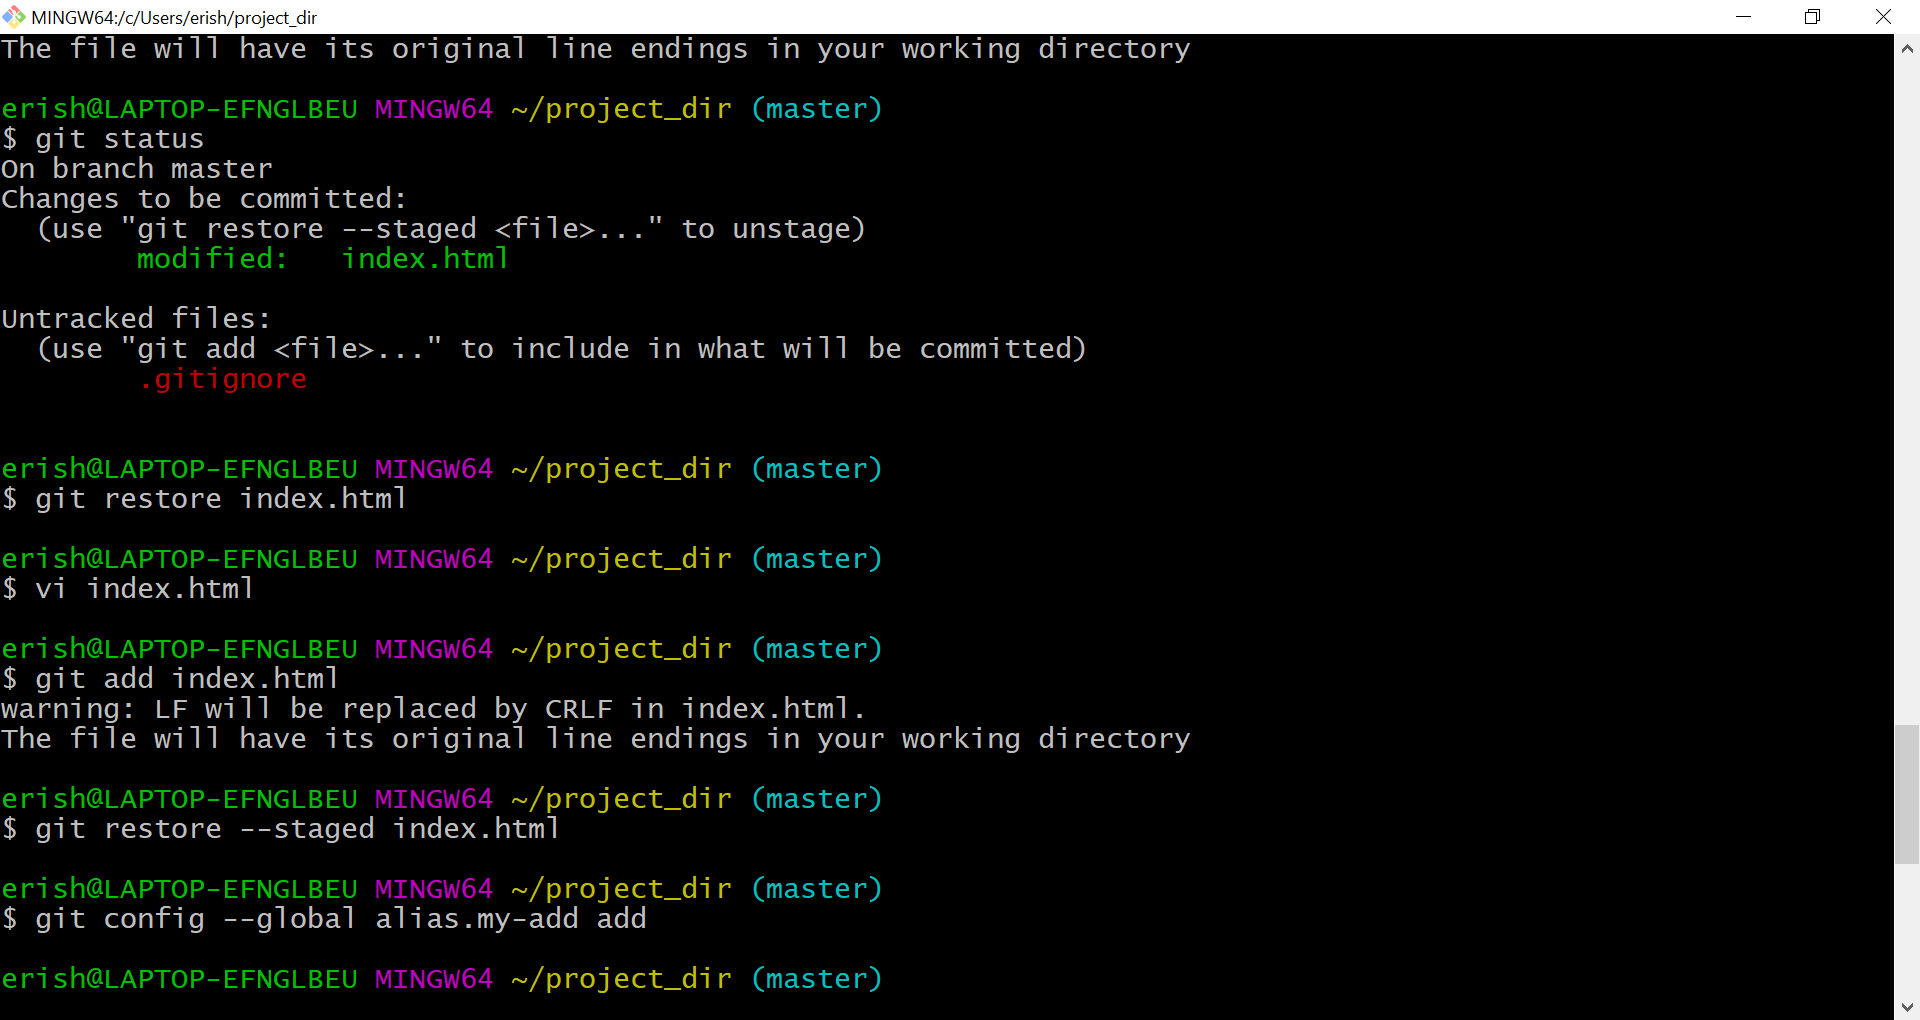 MINGW64:/c/Users/erish/project_dir
The file will have its original line endings in your working directory
erish@LAPTOP-EFNGLBEU MINGW64 ~/project_dir (master)
$ git status
On branch master
Changes to be committed:
  (use "git restore --staged <file>..." to unstage)
        modified:   index.html
Untracked files:
  (use "git add <file>..." to include in what will be committed)
        .gitignore
erish@LAPTOP-EFNGLBEU MINGW64 ~/project_dir (master)
$ git restore index.html
erish@LAPTOP-EFNGLBEU MINGW64 ~/project_dir (master)
$ vi index.html
erish@LAPTOP-EFNGLBEU MINGW64 ~/project_dir (master)
$ git add index.html
warning: LF will be replaced by CRLF in index.html.
The file will have its original line endings in your working directory
erish@LAPTOP-EFNGLBEU MINGW64 ~/project_dir (master)
$ git restore --staged index.html
erish@LAPTOP-EFNGLBEU MINGW64 ~/project_dir (master)
$ git config --global alias.my-add add
erish@LAPTOP-EFNGLBEU MINGW64 ~/project_dir (master)